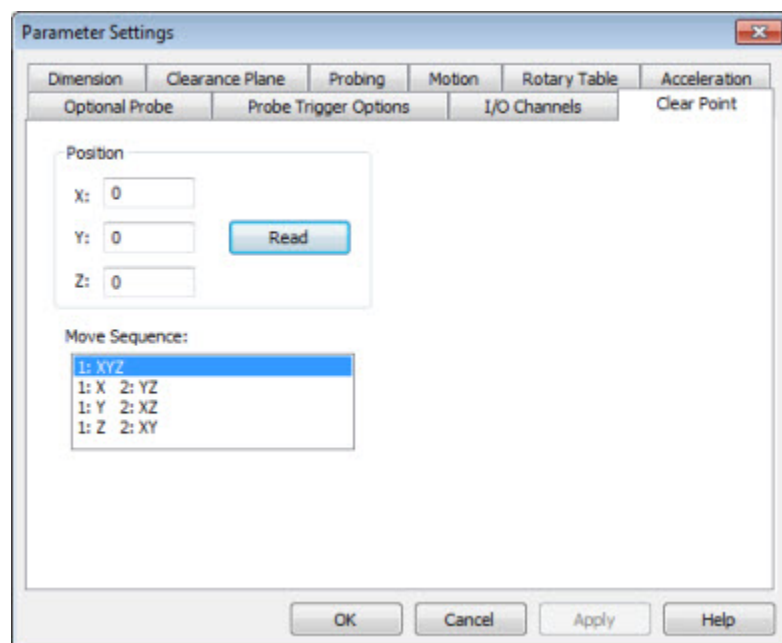 Parameter Settings
Dimension Clearance Plane Probing Motion Rotary Table Acceleration
Optional Probe Probe Trigger Options I/O Channels Clear Point
Position
X: 0
Y: 0 Read
Z: 0
Move Sequence:
1: XYZ
1: X 2: YZ
1: Y 2: XZ
1: Z 2: XY
OK Cancel Apply Help